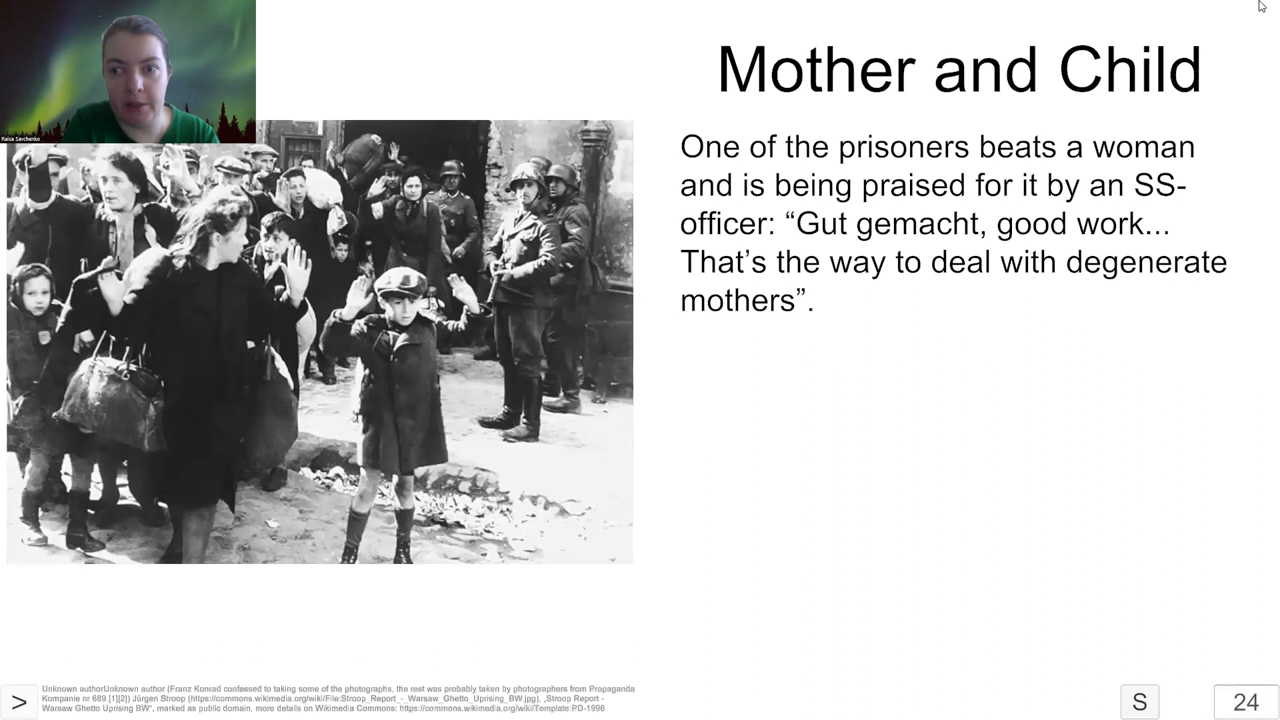 Mother and Child
Raisa Savchenko
One of the prisoners beats a woman
and is being praised for it by an SS-
officer: “Gut gemacht, good work...
That’s the way to deal with degenerate
mothers”.
Unknown authorUnknown author (Franz Konrad confessed to taking some of the photographs, the rest was probably taken by photographers from Propaganda
Kompanie nr 689.[1][2]) Jürgen Stroop (https://commons.wikimedia.org/wiki/File:Stroop_Report_-_Warsaw_Ghetto_Uprising_BW.jpg), „Stroop Report -
Warsaw Ghetto Uprising BW“, marked as public domain, more details on Wikimedia Commons: https://commons.wikimedia.org/wiki/Template:PD-1996
>
S
24